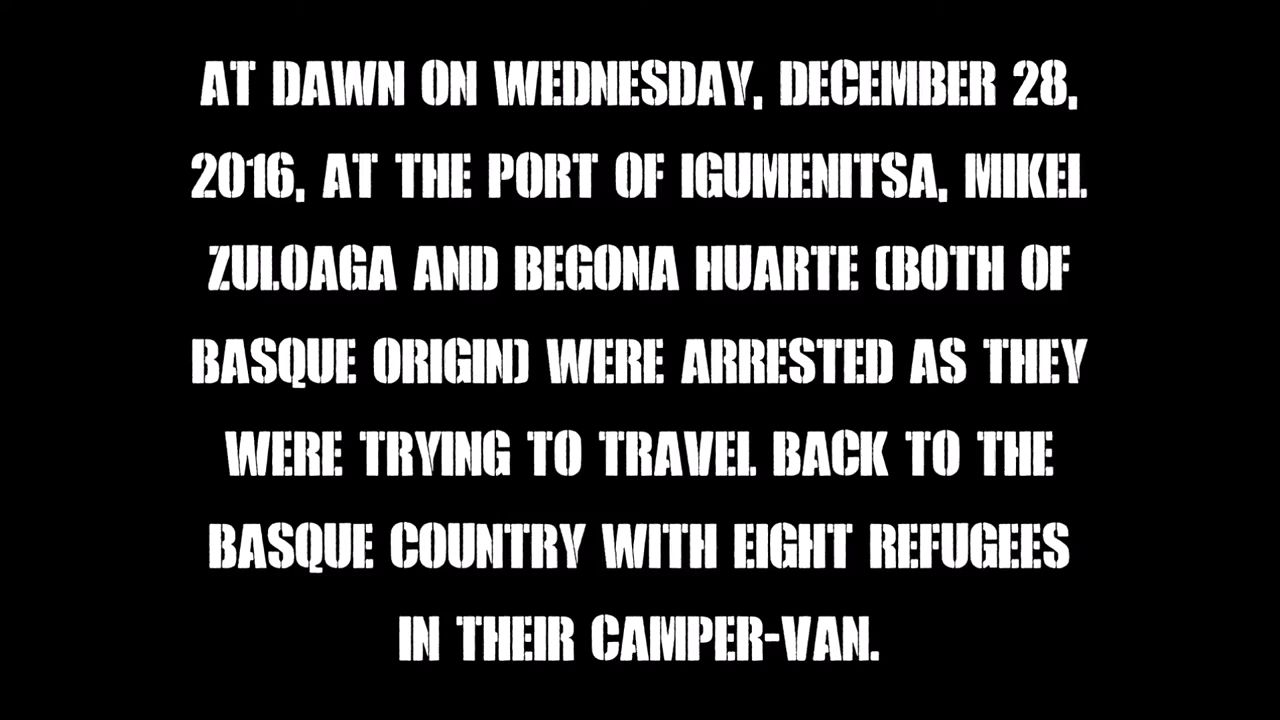 AT DAWN ON WEDNESDAY, DECEMBER 28,
2016, AT THE PORT OF IGUMENITSA, MIKEL
ZULOAGA AND BEGONA HUARTE (BOTH OF
BASQUE ORIGIN) WERE ARRESTED AS THEY
WERE TRYING TO TRAVEL BACK TO THE
BASQUE COUNTRY WITH EIGHT REFUGEES
IN THEIR CAMPER-VAN.